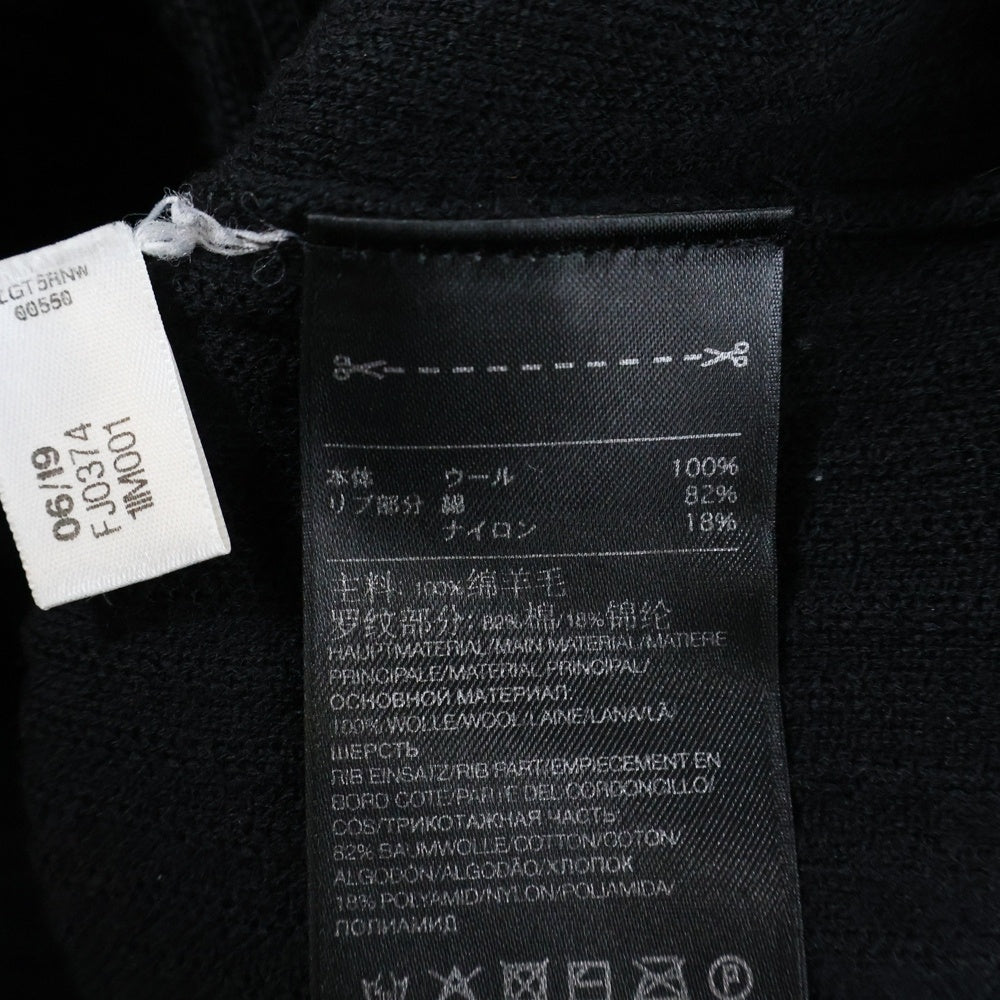 LGT5RNW
00550
06/19
FJ0374
1IM001
本体 ウール 100%
リブ部分 綿 82%
ナイロン 18%
主料: 100%绵羊毛
罗纹部分: 82%棉/18%锦纶
HAUPTMATERIAL/MAIN MATERIAL/MATIERE
PRINCIPALE/MATERIAL PRINCIPAL/
ОСНОВНОЙ МАТЕРИАЛ:
100% WOLLE/WOOL/LAINE/LANA/LÃ/
ШЕРСТЬ
RIB EINSATZ/RIB PART/EMPIECEMENT EN
BORD COTE/PARTE DEL CORDONCILLO/
COS/ТРИКОТАЖНАЯ ЧАСТЬ:
82% BAUMWOLLE/COTTON/COTON/
ALGODON/ALGODÃO/ХЛОПОК
18% POLYAMID/NYLON/POLIAMIDA/
ПОЛИАМИД